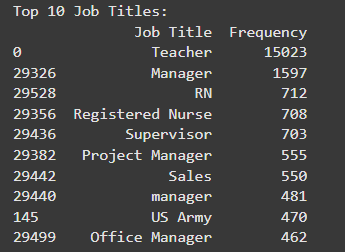 Top 10 Job Titles:
Job Title Frequency
0 Teacher 15023
29326 Manager 1597
29528 RN 712
29356 Registered Nurse 708
29436 Supervisor 703
29382 Project Manager 555
29442 Sales 550
29440 manager 481
145 US Army 470
29499 Office Manager 462